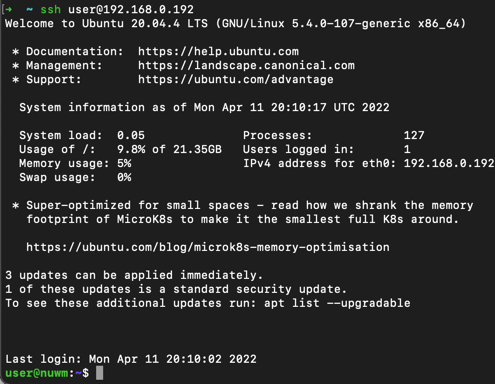 [➜  ~ ssh user@192.168.0.192
Welcome to Ubuntu 20.04.4 LTS (GNU/Linux 5.4.0-107-generic x86_64)
* Documentation:  https://help.ubuntu.com
* Management:     https://landscape.canonical.com
* Support:        https://ubuntu.com/advantage
System information as of Mon Apr 11 20:10:17 UTC 2022
System load:  0.05              Processes:             127
Usage of /:   9.8% of 21.35GB   Users logged in:       1
Memory usage: 5%                IPv4 address for eth0: 192.168.0.192
Swap usage:   0%
* Super-optimized for small spaces - read how we shrank the memory
footprint of MicroK8s to make it the smallest full K8s around.
https://ubuntu.com/blog/microk8s-memory-optimisation
3 updates can be applied immediately.
1 of these updates is a standard security update.
To see these additional updates run: apt list --upgradable
Last login: Mon Apr 11 20:10:02 2022
user@nuwm:~$